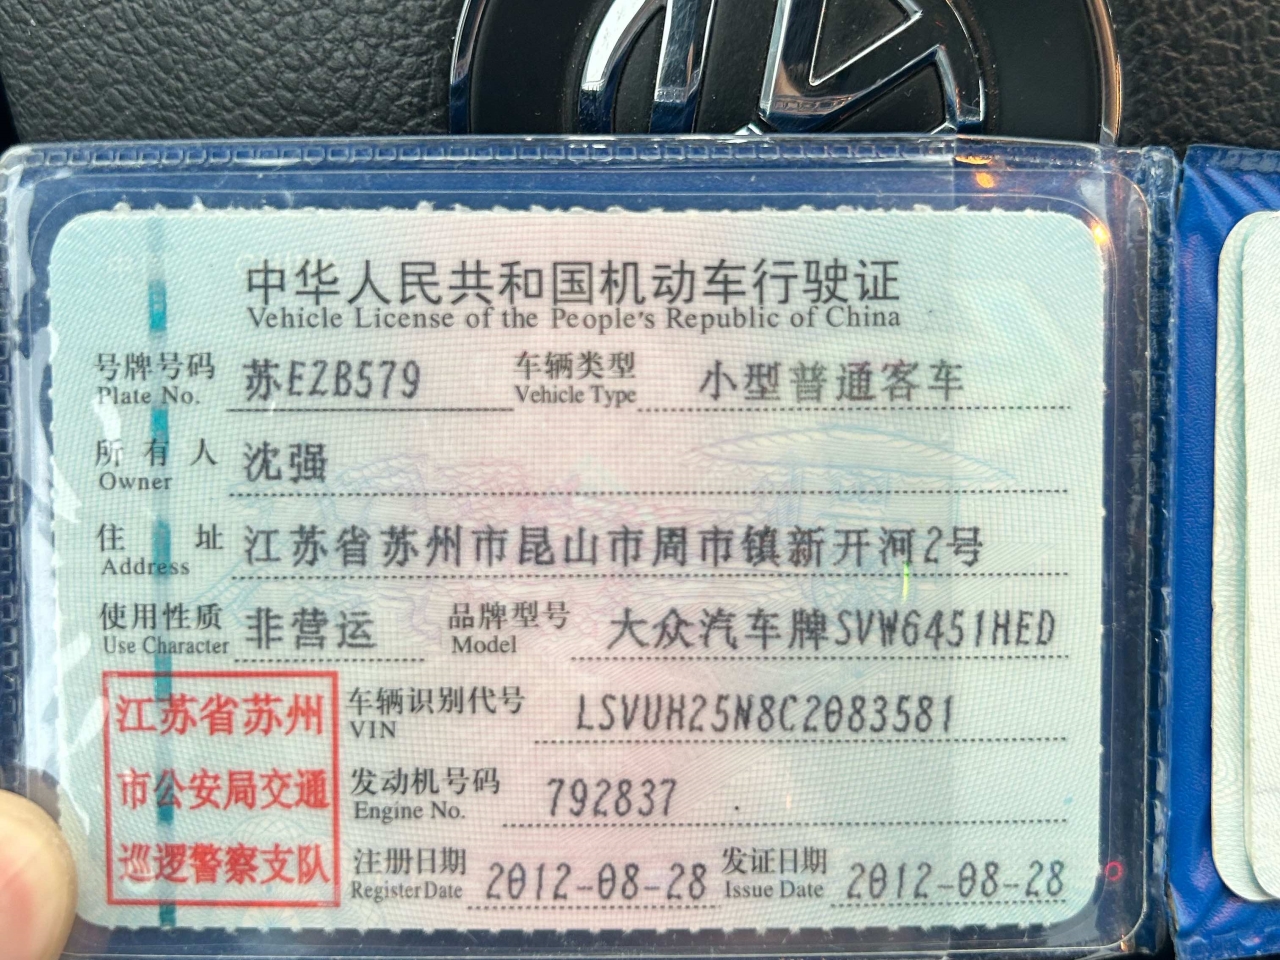 中华人民共和国机动车行驶证
Vehicle License of the People's Republic of China
号牌号码 苏E2B579 车辆类型 小型普通客车
Plate No. Vehicle Type
所有人 沈强
Owner
住址 江苏省苏州市昆山市周市镇新开河2号
Address
使用性质 非营运 品牌型号 大众汽车牌SVW6451HED
Use Character Model
江苏省苏州
市公安局交通
巡逻警察支队
车辆识别代号 LSVUH25N8C2083581
VIN
发动机号码 792837
Engine No.
注册日期 2012-08-28 发证日期 2012-08-28
Register Date Issue Date